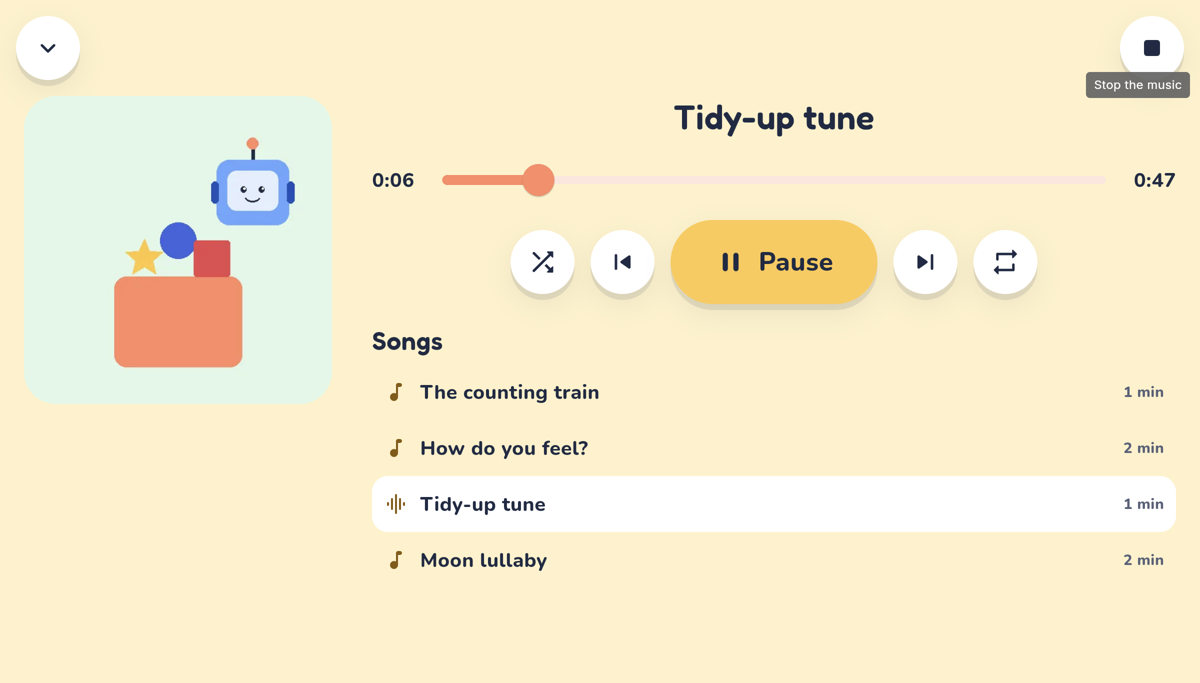 Stop the music
Tidy-up tune
0:06
0:47
Pause
Songs
The counting train
1 min
How do you feel?
2 min
Tidy-up tune
1 min
Moon lullaby
2 min